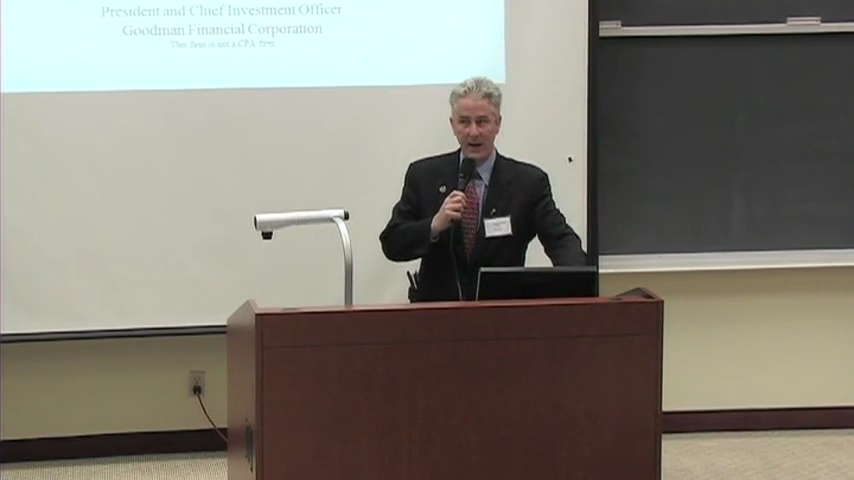 President and Chief Investment Officer
Goodman Financial Corporation
This firm is not a CPA firm